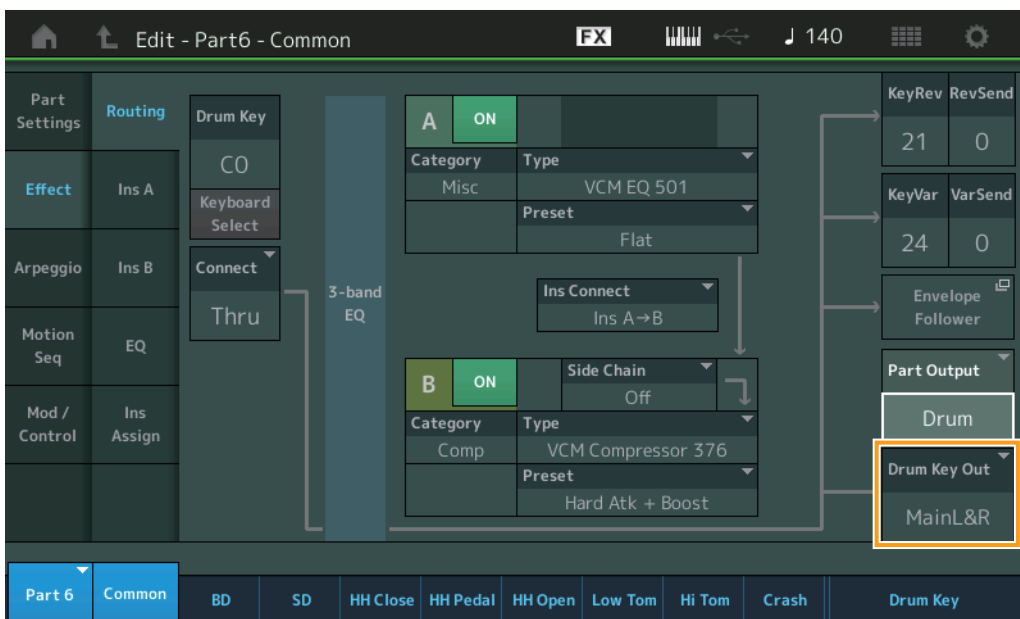 Edit - Part6 - Common
FX
♩ 140
Part Settings
Effect
Arpeggio
Motion Seq
Mod / Control
Routing
Ins A
Ins B
EQ
Ins Assign
Drum Key
C0
Keyboard Select
Connect
Thru
3-band EQ
A
ON
Category
Misc
Type
VCM EQ 501
Preset
Flat
Ins Connect
Ins A→B
B
ON
Side Chain
Off
Category
Comp
Type
VCM Compressor 376
Preset
Hard Atk + Boost
KeyRev RevSend
21 0
KeyVar VarSend
24 0
Envelope Follower
Part Output
Drum
Drum Key Out
MainL&R
Part 6 Common BD SD HH Close HH Pedal HH Open Low Tom Hi Tom Crash Drum Key